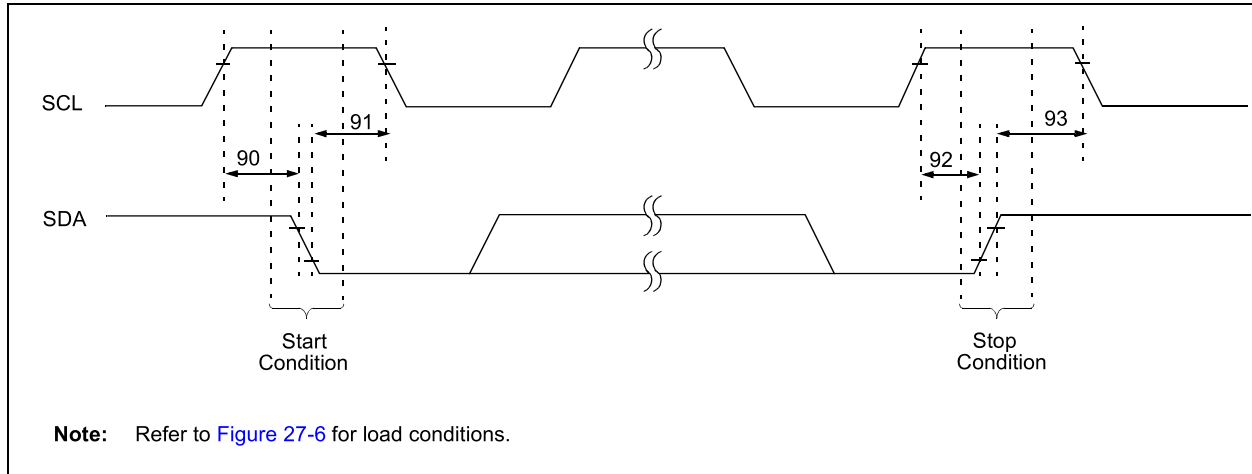 SCL
91
93
90
92
SDA
Start
Condition
Stop
Condition
Note: Refer to Figure 27-6 for load conditions.